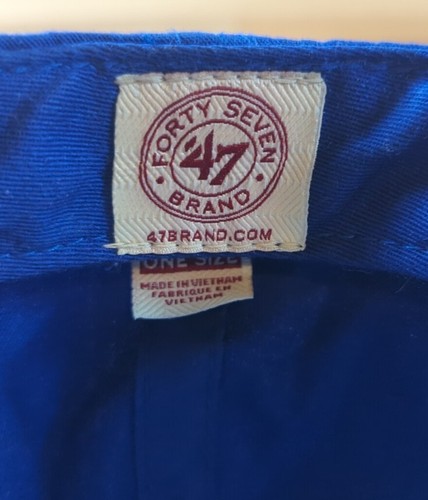 FORTY SEVEN
'47
BRAND
47BRAND.COM
ONE SIZE
MADE IN VIETNAM
FABRIQUE EN
VIETNAM